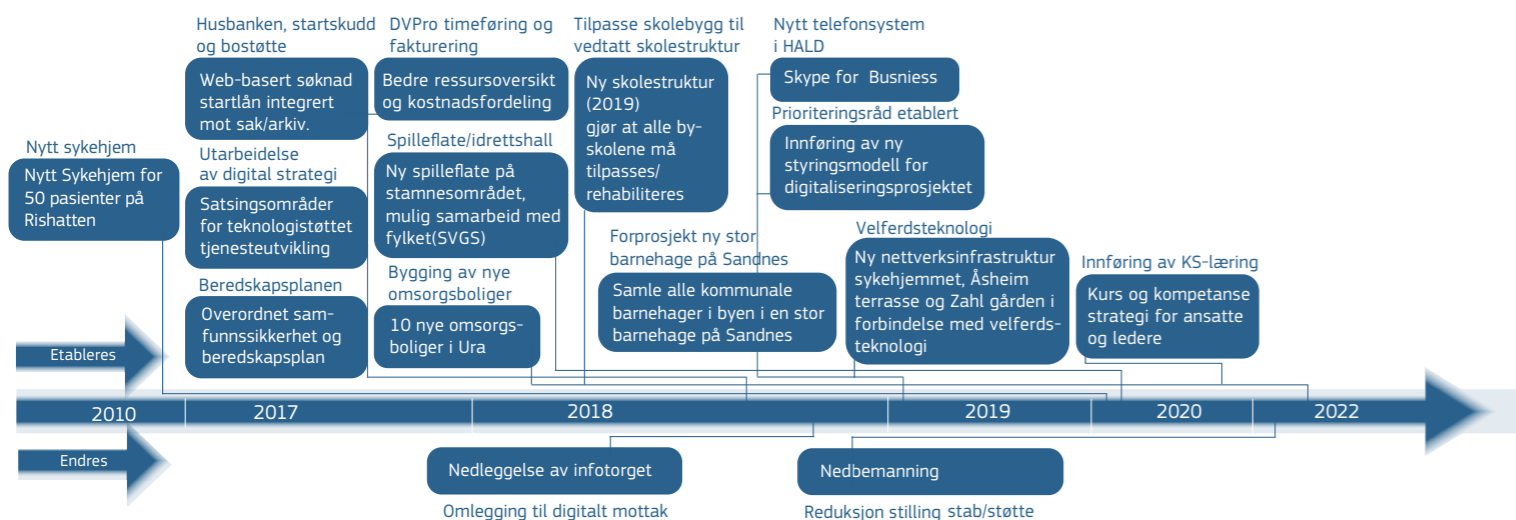 Nytt sykehjem
Nytt Sykehjem for
50 pasienter på
Rishatten
Husbanken, startskudd
og bostøtte
Web-basert søknad
startlån integrert
mot sak/arkiv.
Utarbeidelse
av digital strategi
Satsingsområder
for teknologistøttet
tjenesteutvikling
Beredskapsplanen
Overordnet sam-
funnssikkerhet og
beredskapsplan
DVPro timeføring og
fakturering
Bedre ressursoversikt
og kostnadsfordeling
Spilleflate/idrettshall
Ny spilleflate på
stamnesområdet,
mulig samarbeid med
fylket(SVGS)
Bygging av nye
omsorgsboliger
10 nye omsorgs-
boliger i Ura
Tilpasse skolebygg til
vedtatt skolestruktur
Ny skolestruktur
(2019)
gjør at alle by-
skolene må
tilpasses/
rehabiliteres
Forprosjekt ny stor
barnehage på Sandnes
Samle alle kommunale
barnehager i byen i en stor
barnehage på Sandnes
Nytt telefonsystem
i HALD
Skype for Busniess
Prioriteringsråd etablert
Innføring av ny
styringsmodell for
digitaliseringsprosjektet
Velferdsteknologi
Ny nettverksinfrastruktur
sykehjemmet, Åsheim
terrasse og Zahl gården i
forbindelse med velferds-
teknologi
Innføring av KS-læring
Kurs og kompetanse
strategi for ansatte
og ledere
Etableres
2010 2017 2018 2019 2020 2022
Endres
Nedleggelse av infotorget
Omlegging til digitalt mottak
Nedbemanning
Reduksjon stilling stab/støtte